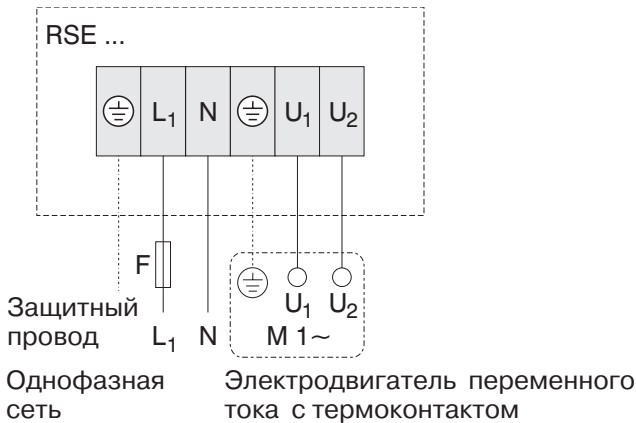 RSE ...
L1 N U1 U2
F
Защитный
провод
L1 N
U1 U2
M 1~
Однофазная
сеть
Электродвигатель переменного
тока с термоконтактом